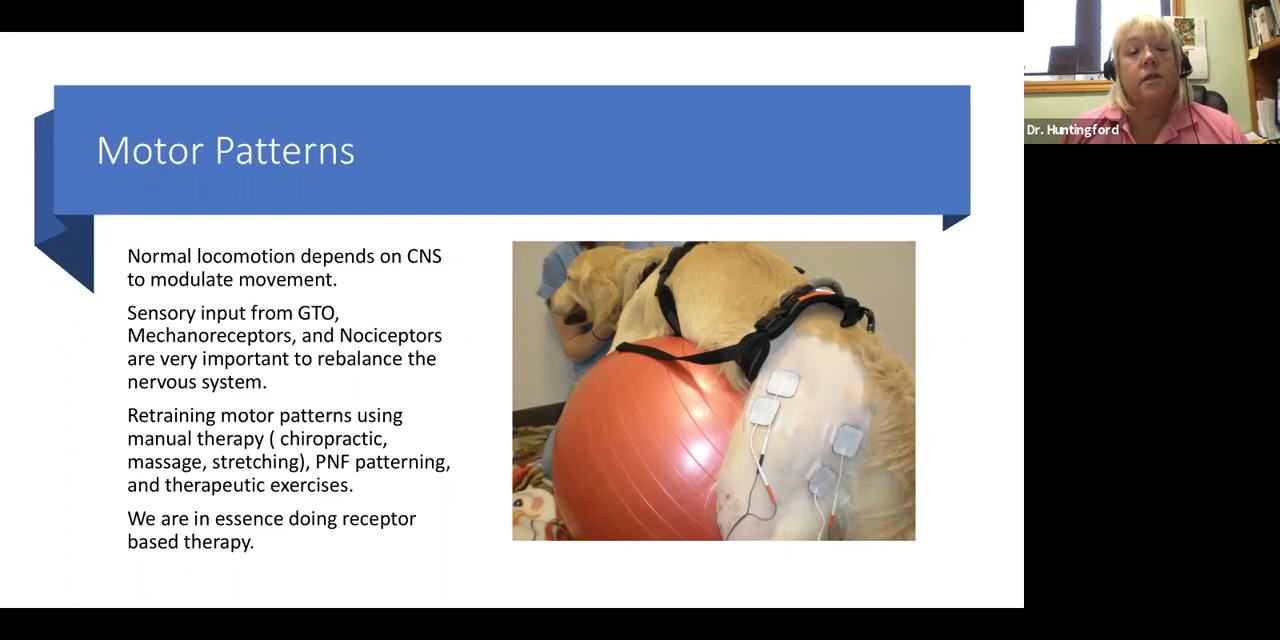 Motor Patterns
Normal locomotion depends on CNS
to modulate movement.
Sensory input from GTO,
Mechanoreceptors, and Nociceptors
are very important to rebalance the
nervous system.
Retraining motor patterns using
manual therapy ( chiropractic,
massage, stretching), PNF patterning,
and therapeutic exercises.
We are in essence doing receptor
based therapy.
Dr. Huntingford